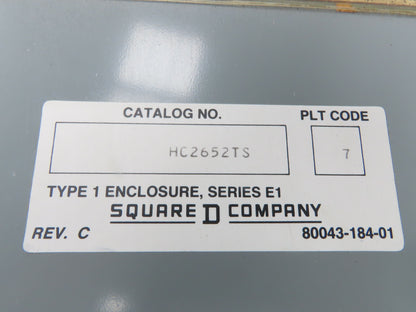 CATALOG NO. PLT CODE
HC2652TS 7
TYPE 1 ENCLOSURE, SERIES E1
SQUARE D COMPANY
REV. C 80043-184-01